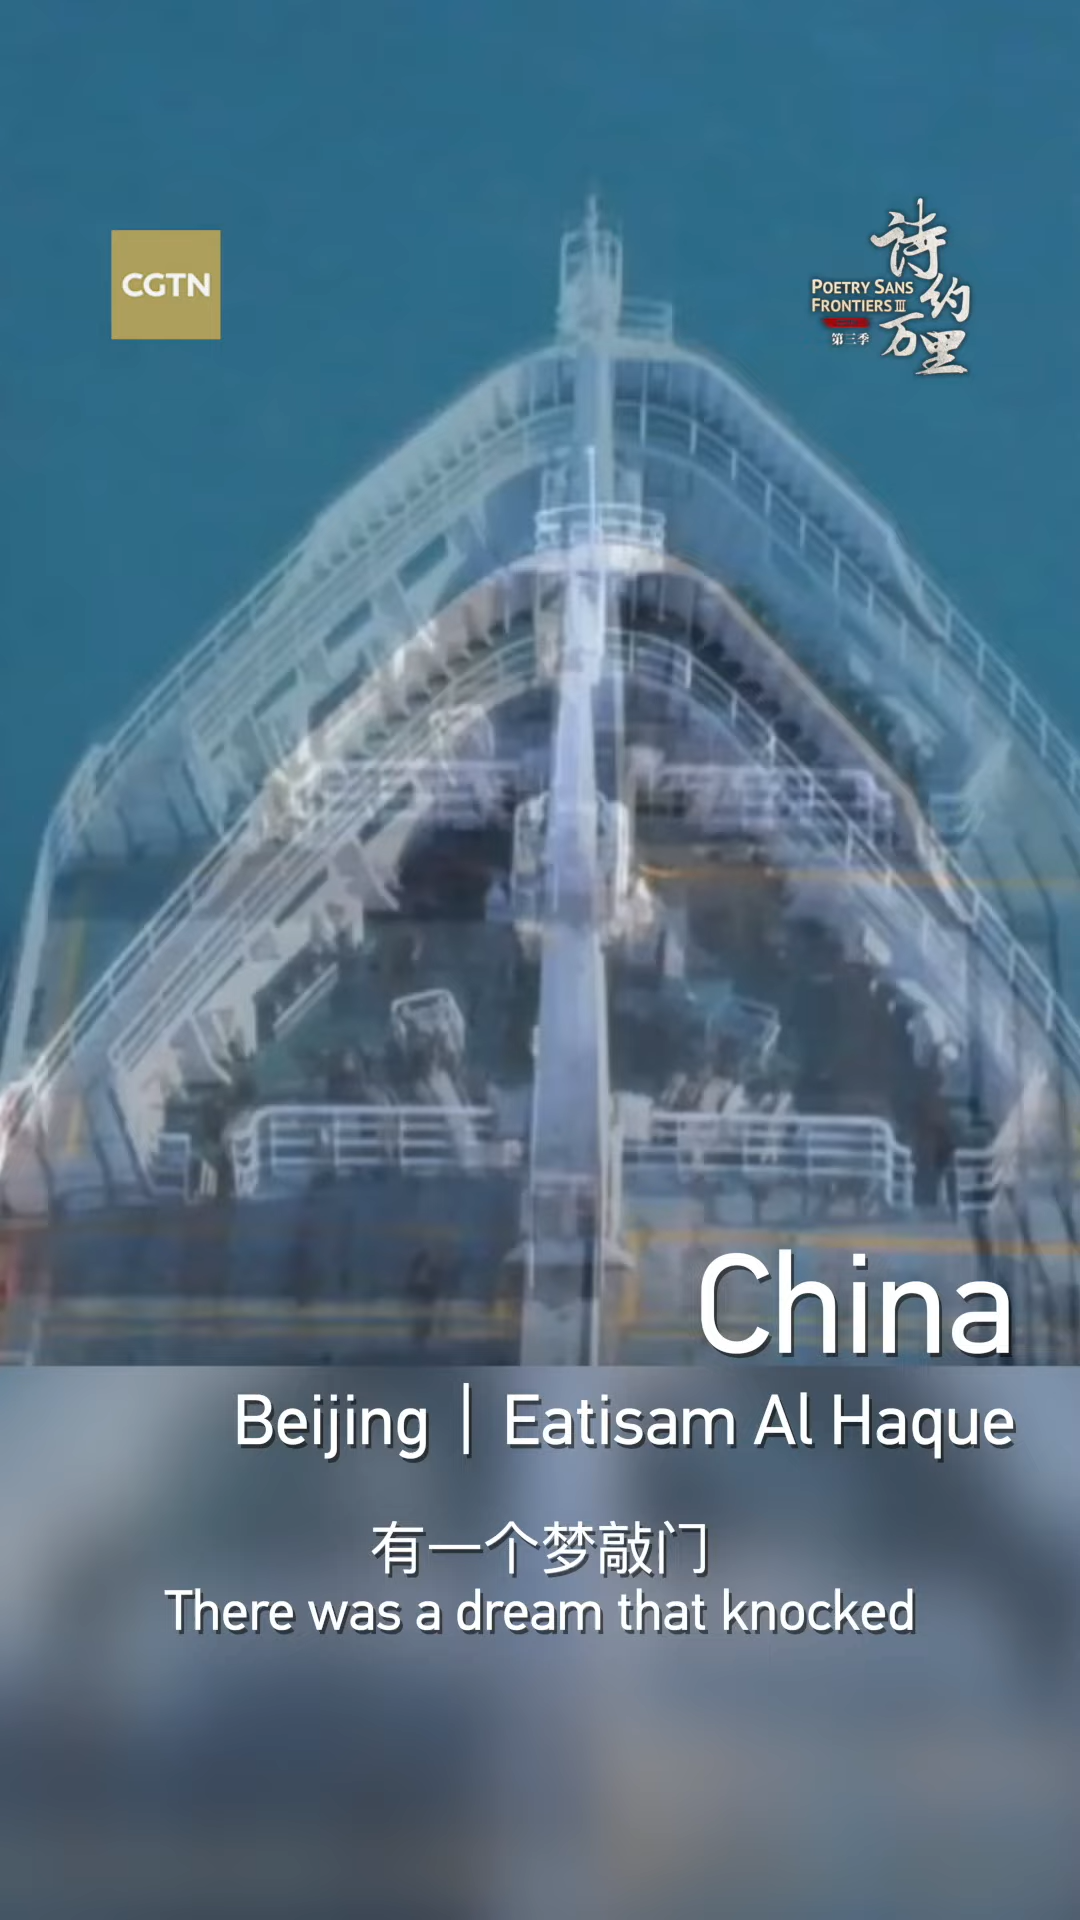 CGTN
诗约万里
POETRY SANS
FRONTIERS III
第三季
China
Beijing | Eatisam Al Haque
有一个梦敲门
There was a dream that knocked